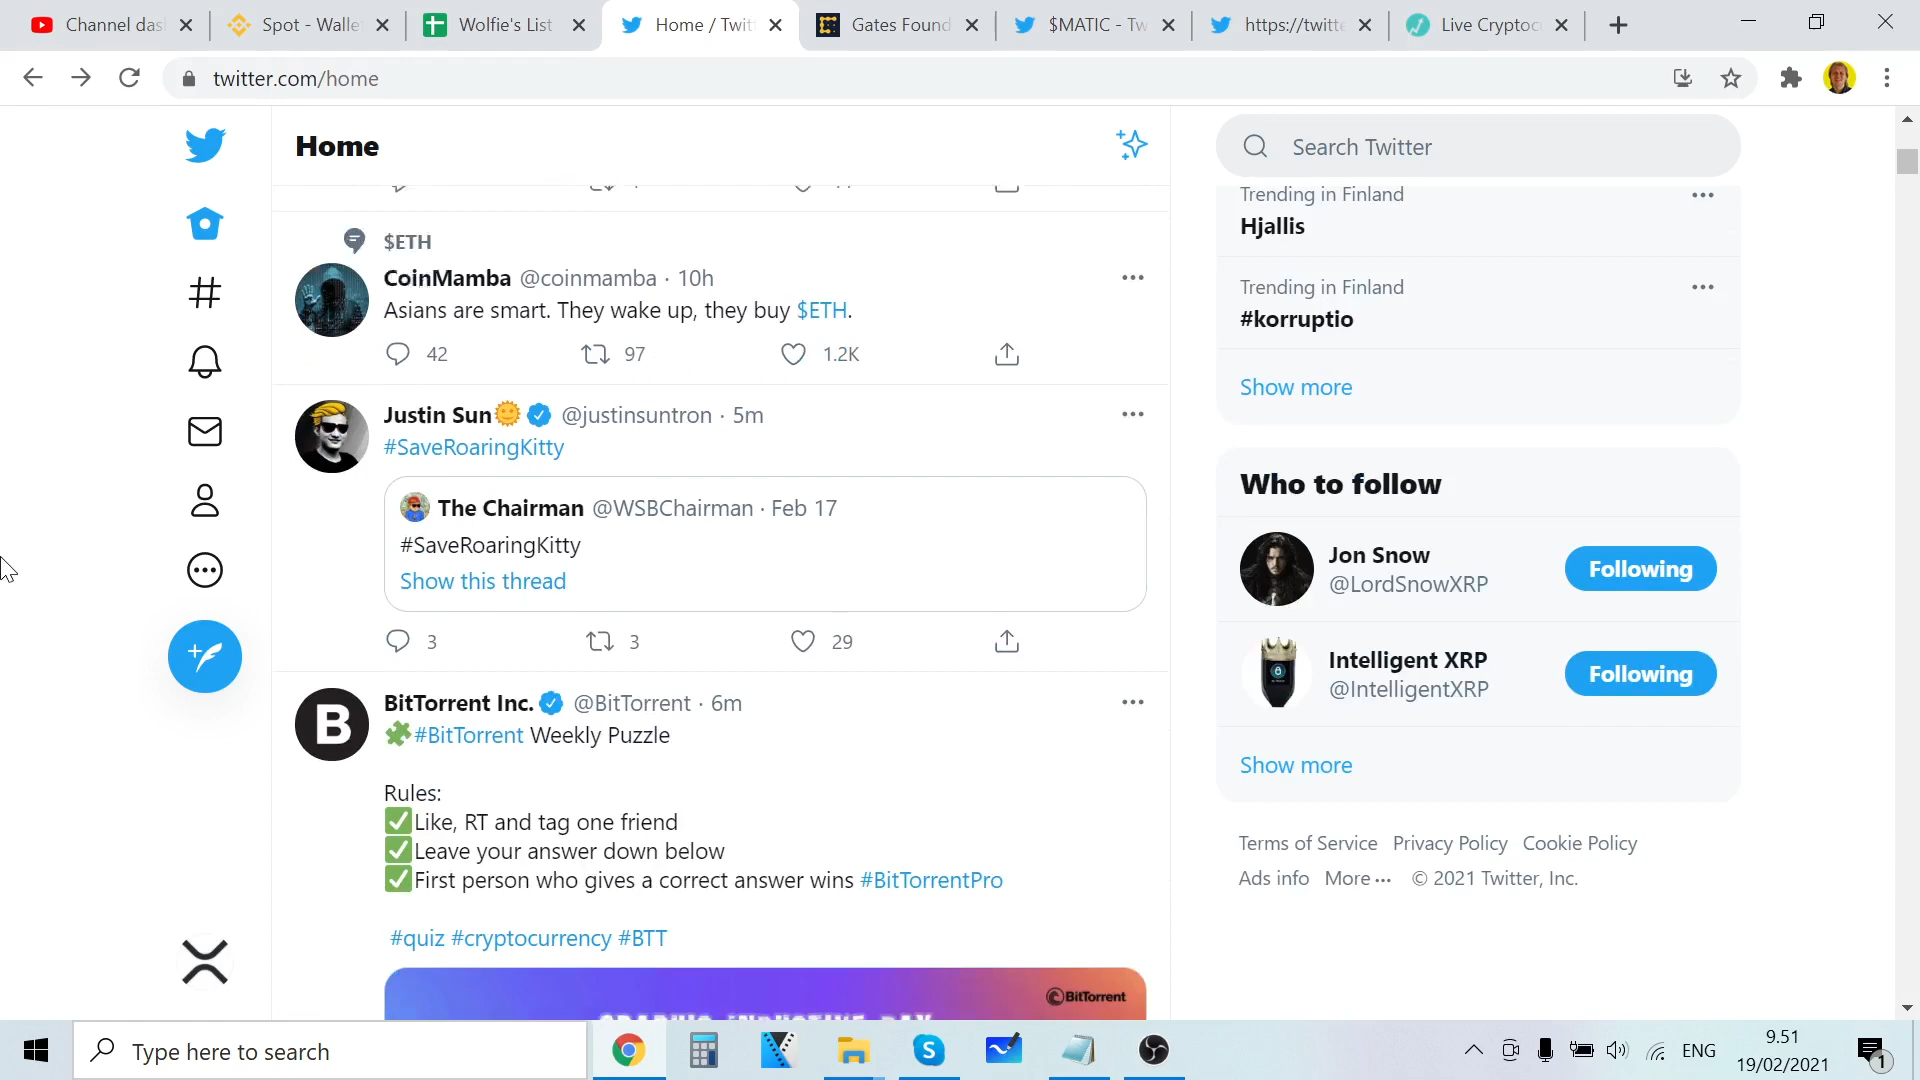 Channel das
Spot - Walle
Wolfie's List
Home / Twit
Gates Found
$MATIC - Tw
https://twitte
Live Cryptoc
twitter.com/home
Home
Search Twitter
$ETH
CoinMamba @coinmamba · 10h
Asians are smart. They wake up, they buy $ETH.
42 97 1.2K
Justin Sun @justinsuntron · 5m
#SaveRoaringKitty
The Chairman @WSBChairman · Feb 17
#SaveRoaringKitty
Show this thread
3 3 29
BitTorrent Inc. @BitTorrent · 6m
#BitTorrent Weekly Puzzle
Rules:
Like, RT and tag one friend
Leave your answer down below
First person who gives a correct answer wins #BitTorrentPro
#quiz #cryptocurrency #BTT
B
BitTorrent
Trending in Finland
Hjallis
Trending in Finland
#korruptio
Show more
Who to follow
Jon Snow
@LordSnowXRP
Following
Intelligent XRP
@IntelligentXRP
Following
Show more
Terms of Service Privacy Policy Cookie Policy
Ads info More ··· © 2021 Twitter, Inc.
Type here to search
ENG
9.51
19/02/2021
1